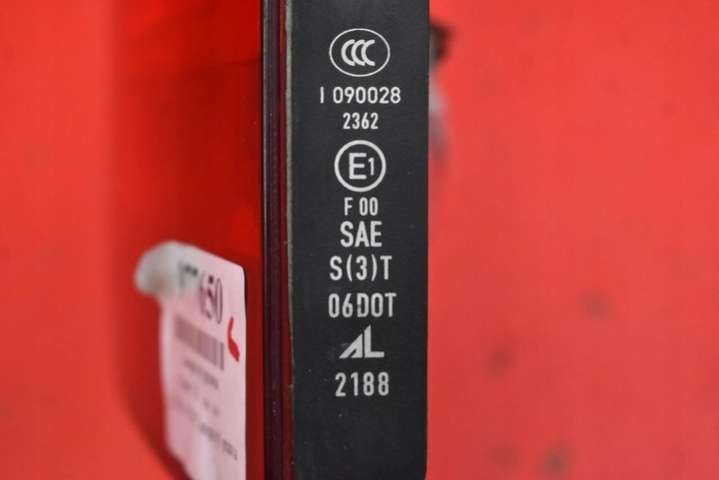 CCC
I 090028
2362
E1
F 00
SAE
S(3)T
06DOT
AL
2188